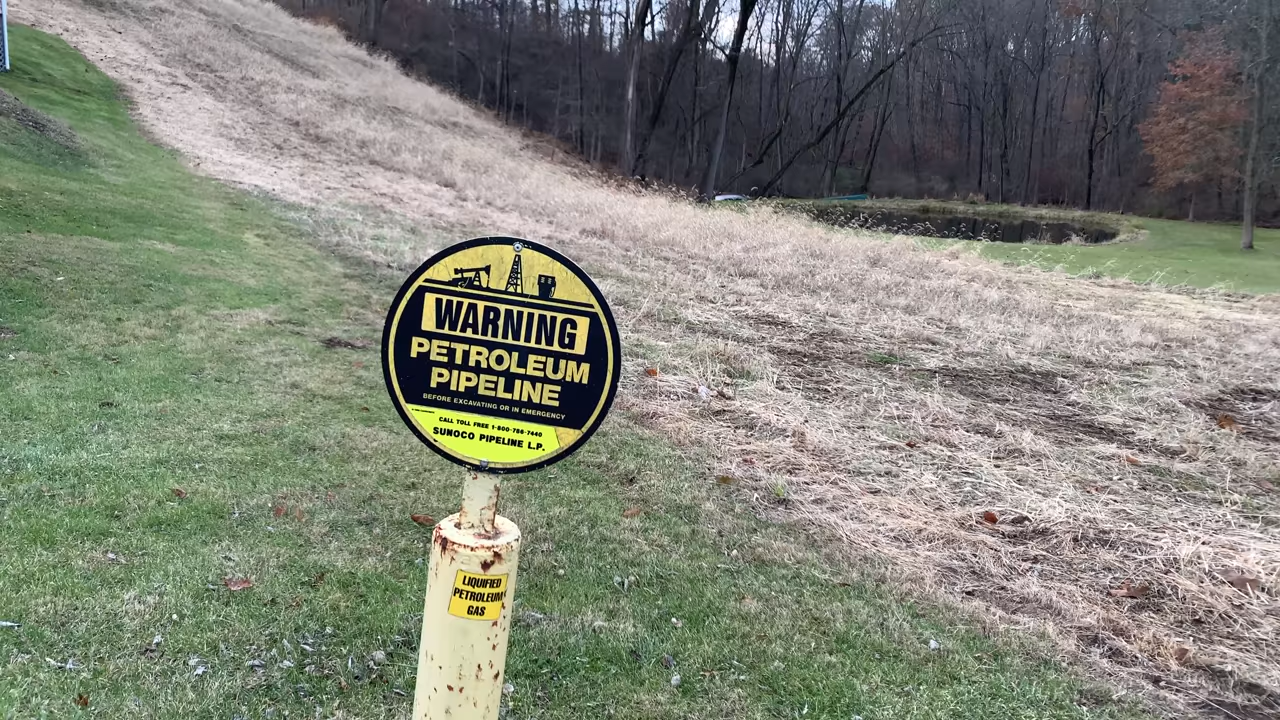 WARNING
PETROLEUM
PIPELINE
BEFORE EXCAVATING OR IN EMERGENCY
CALL TOLL FREE 1-800-786-7440
SUNOCO PIPELINE L.P.
LIQUIFIED
PETROLEUM
GAS